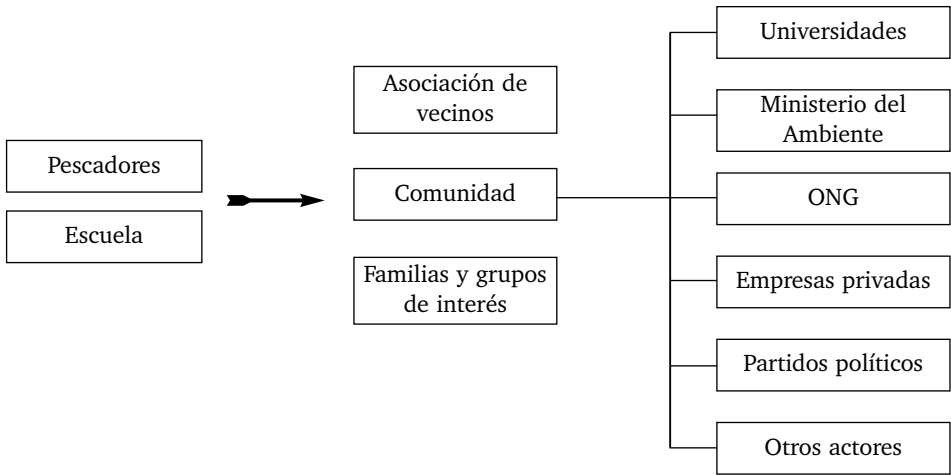 Pescadores
Escuela
Asociación de
vecinos
Comunidad
Familias y grupos
de interés
Universidades
Ministerio del
Ambiente
ONG
Empresas privadas
Partidos políticos
Otros actores